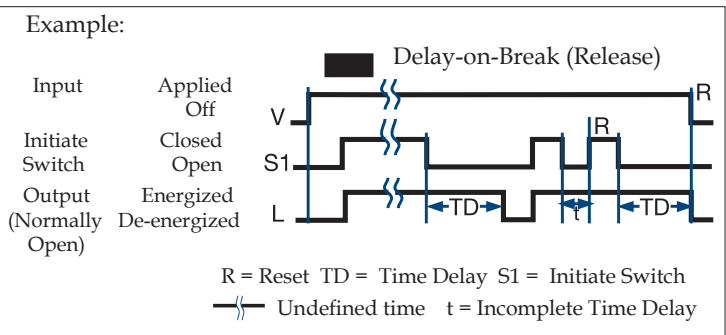 Example:
Delay-on-Break (Release)
Input Applied
Off
V R
Initiate Closed
Switch Open
S1 R
Output Energized
(Normally De-energized
Open)
L TD t TD
R = Reset TD = Time Delay S1 = Initiate Switch
Undefined time t = Incomplete Time Delay